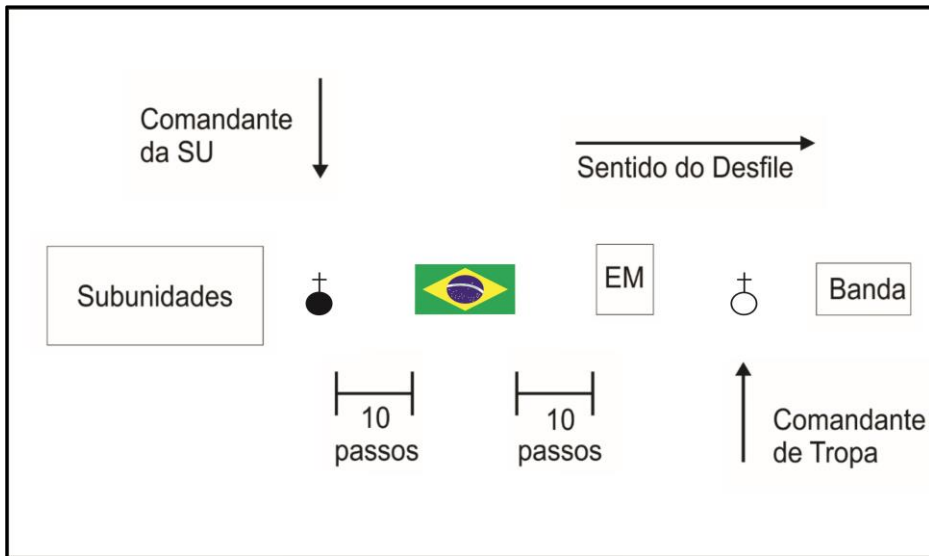 Comandante
da SU
Sentido do Desfile
Subunidades
EM
Banda
10
passos
10
passos
Comandante
de Tropa